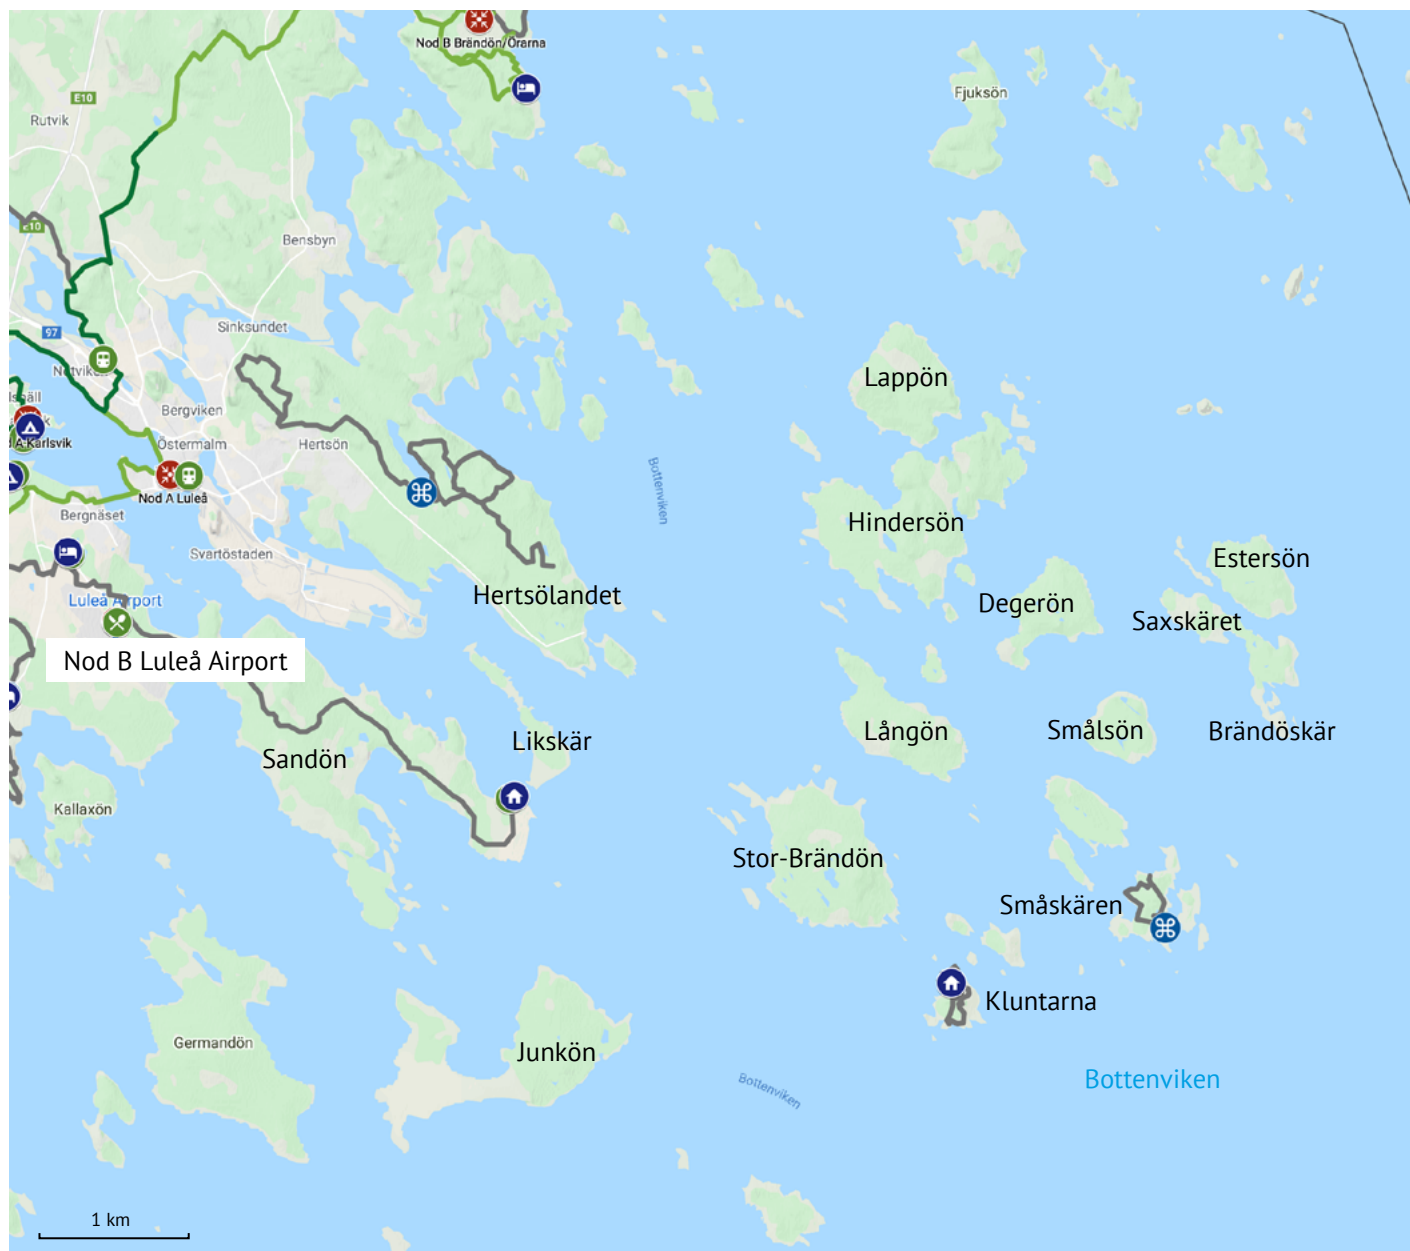 Nod B Brändön/Örarna
E10
Fjuksön
Rutvik
E10
Bensbyn
Sinksundet
97
Lappön
Bergviken
Östermalm
Hertsön
Karlsvik
Bottenviken
Nod A Luleå
Bergnäset
Hindersön
Svartöstaden
Estersön
Luleå Airport
Hertsölandet
Degerön
Saxskäret
Nod B Luleå Airport
Långön
Smålsön
Brändöskär
Likskär
Sandön
Kallaxön
Stor-Brändön
Småskären
Kluntarna
Germandön
Junkön
Bottenviken
Bottenviken
1 km